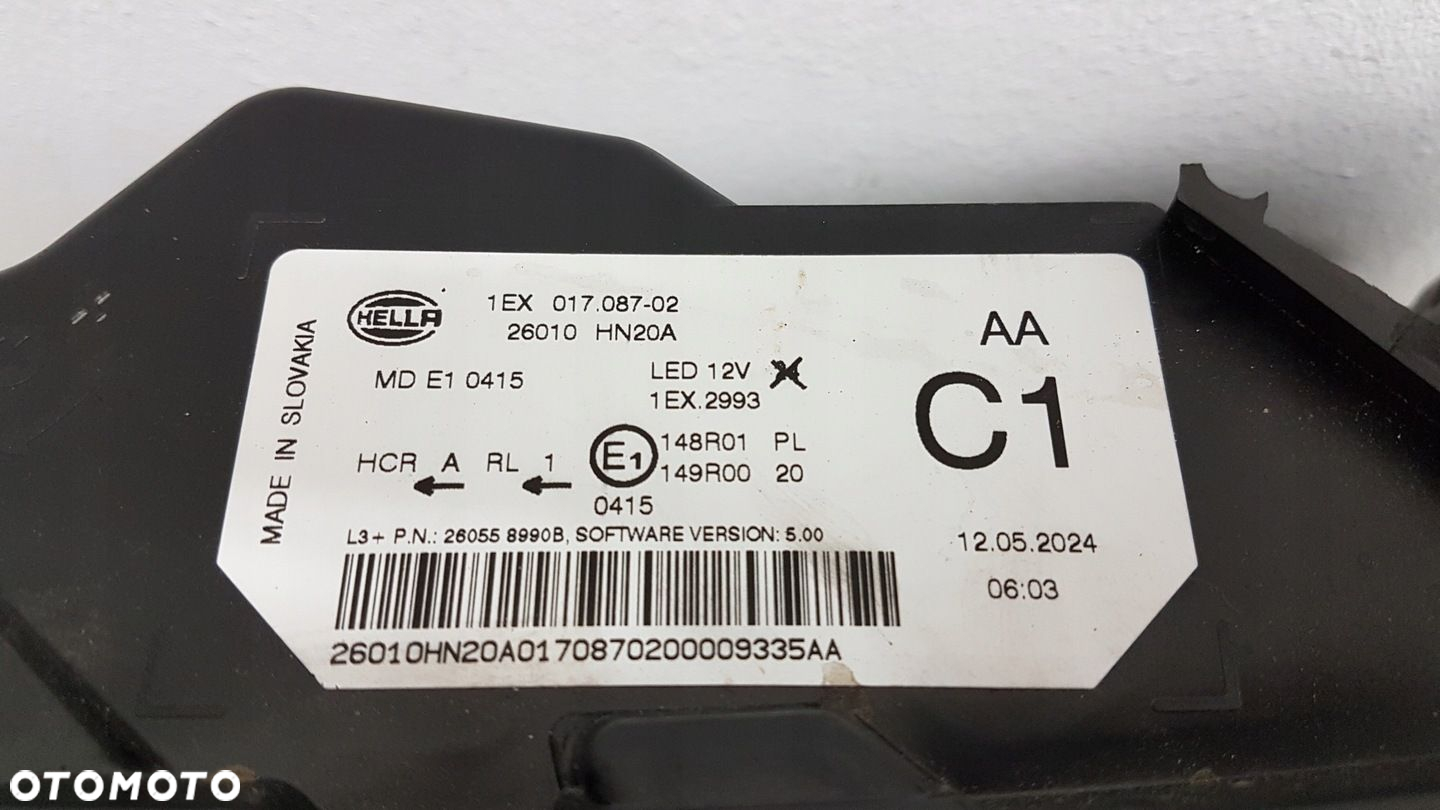 HELLA
1EX 017.087-02
26010 HN20A
MADE IN SLOVAKIA
MD E1 0415
LED 12V
1EX.2993
AA
C1
HCR A RL 1
E1
148R01 PL
149R00 20
0415
L3+ P.N.: 26055 8990B, SOFTWARE VERSION: 5.00
12.05.2024
06:03
26010HN20A0170870200009335AA
OTOMOTO